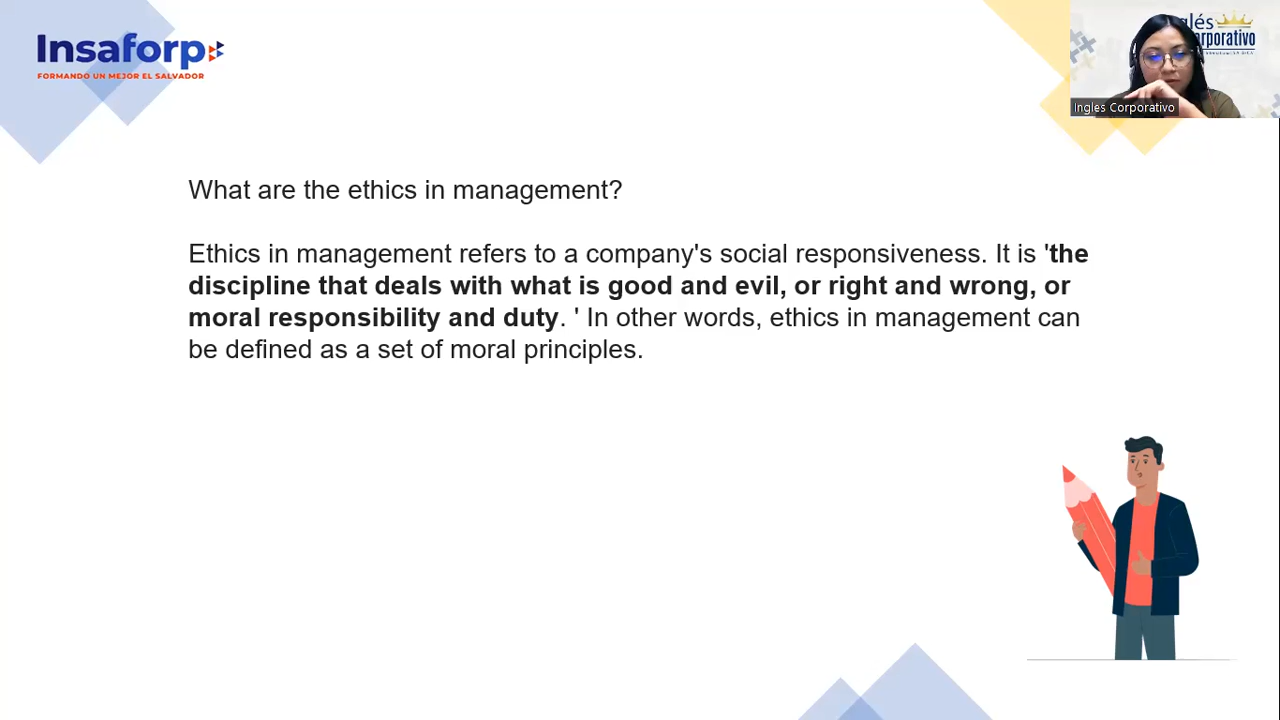 Insaforp
FORMANDO UN MEJOR EL SALVADOR
Ingles Corporativo
What are the ethics in management?
Ethics in management refers to a company's social responsiveness. It is 'the
discipline that deals with what is good and evil, or right and wrong, or
moral responsibility and duty. ' In other words, ethics in management can
be defined as a set of moral principles.